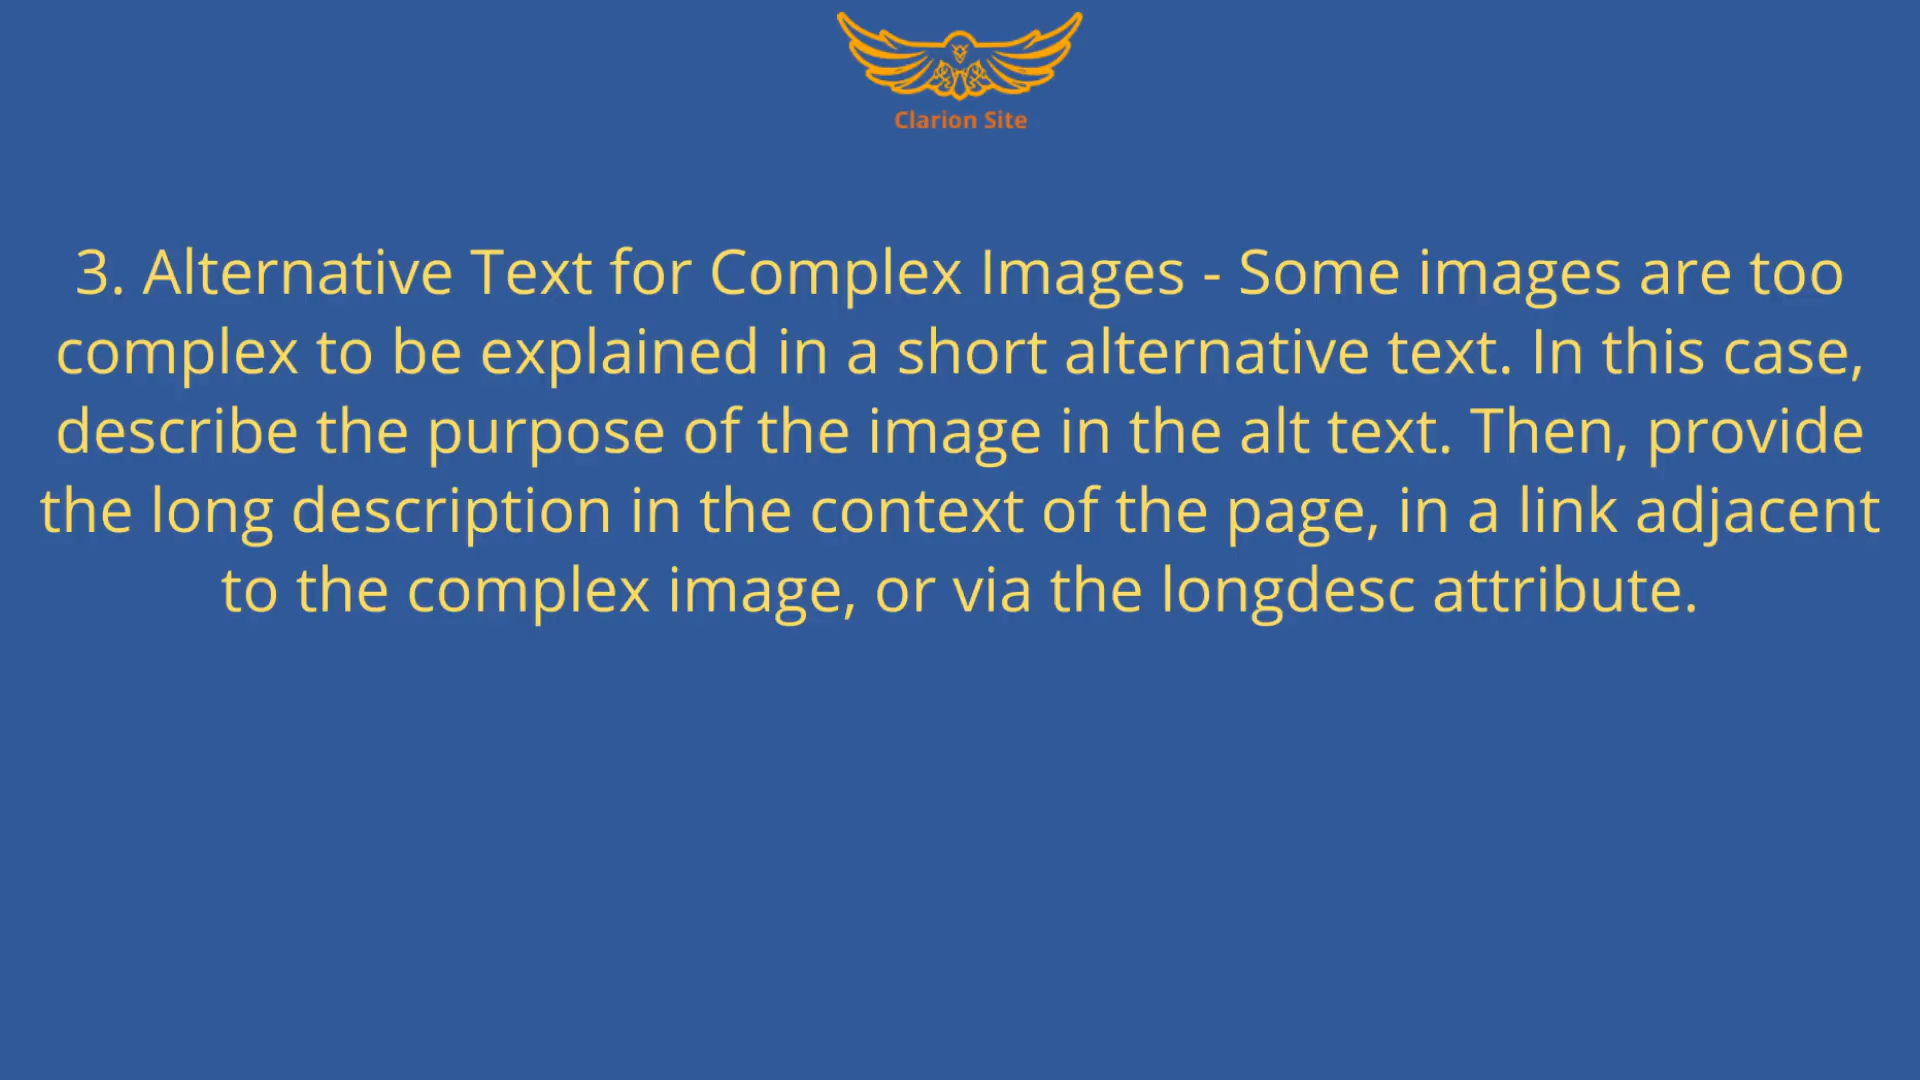 Clarion Site
3. Alternative Text for Complex Images - Some images are too
complex to be explained in a short alternative text. In this case,
describe the purpose of the image in the alt text. Then, provide
the long description in the context of the page, in a link adjacent
to the complex image, or via the longdesc attribute.